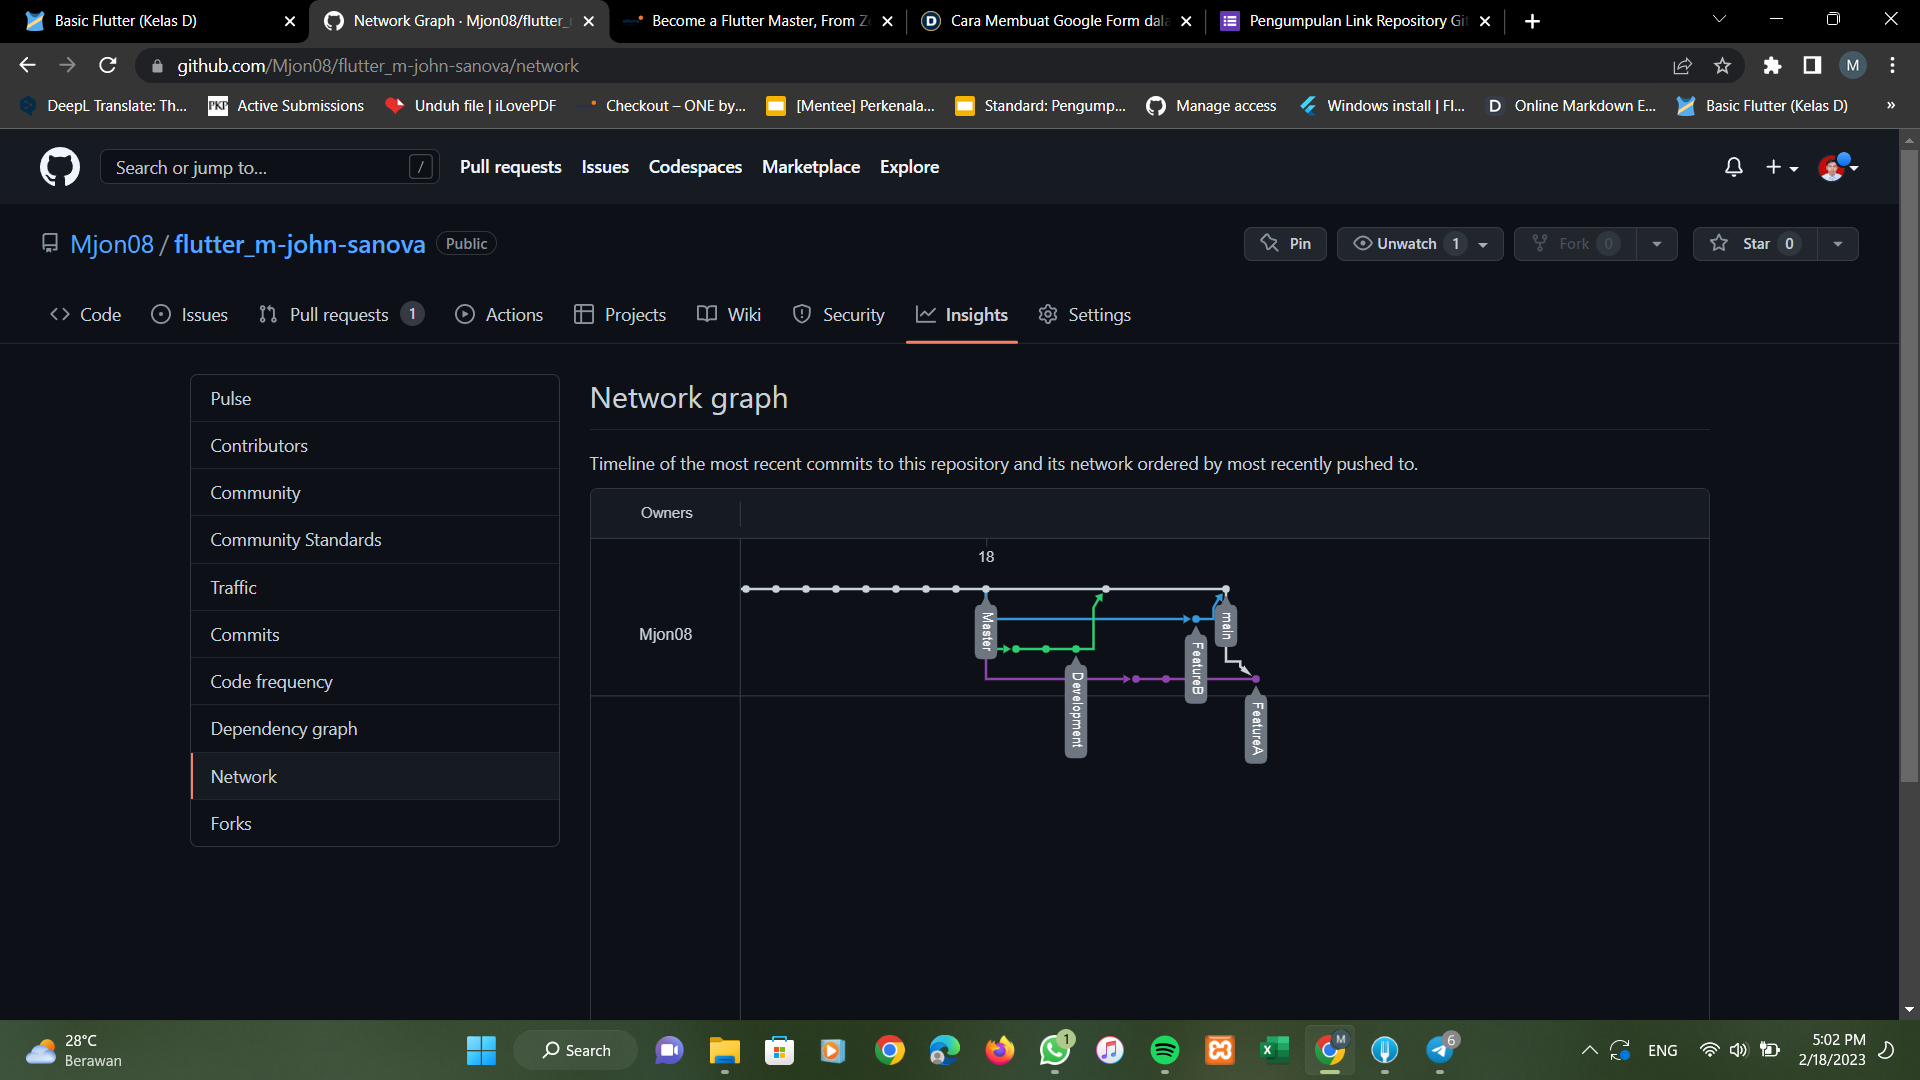 Basic Flutter (Kelas D)
Network Graph · Mjon08/flutter_
Become a Flutter Master, From Ze
Cara Membuat Google Form dala
Pengumpulan Link Repository Git
github.com/Mjon08/flutter_m-john-sanova/network
M
DeepL Translate: Th...
PKP Active Submissions
Unduh file | iLovePDF
Checkout – ONE by...
[Mentee] Perkenala...
Standard: Pengump...
Manage access
Windows install | Fl...
D Online Markdown E...
Basic Flutter (Kelas D)
»
Search or jump to... /
Pull requests
Issues
Codespaces
Marketplace
Explore
Mjon08 / flutter_m-john-sanova Public
Pin
Unwatch 1
Fork 0
Star 0
Code
Issues
Pull requests 1
Actions
Projects
Wiki
Security
Insights
Settings
Pulse
Contributors
Community
Community Standards
Traffic
Commits
Code frequency
Dependency graph
Network
Forks
Network graph
Timeline of the most recent commits to this repository and its network ordered by most recently pushed to.
Owners
18
Mjon08
Master
main
FeatureB
Development
FeatureA
28°C
Berawan
Search
1
M
6
ENG
5:02 PM
2/18/2023